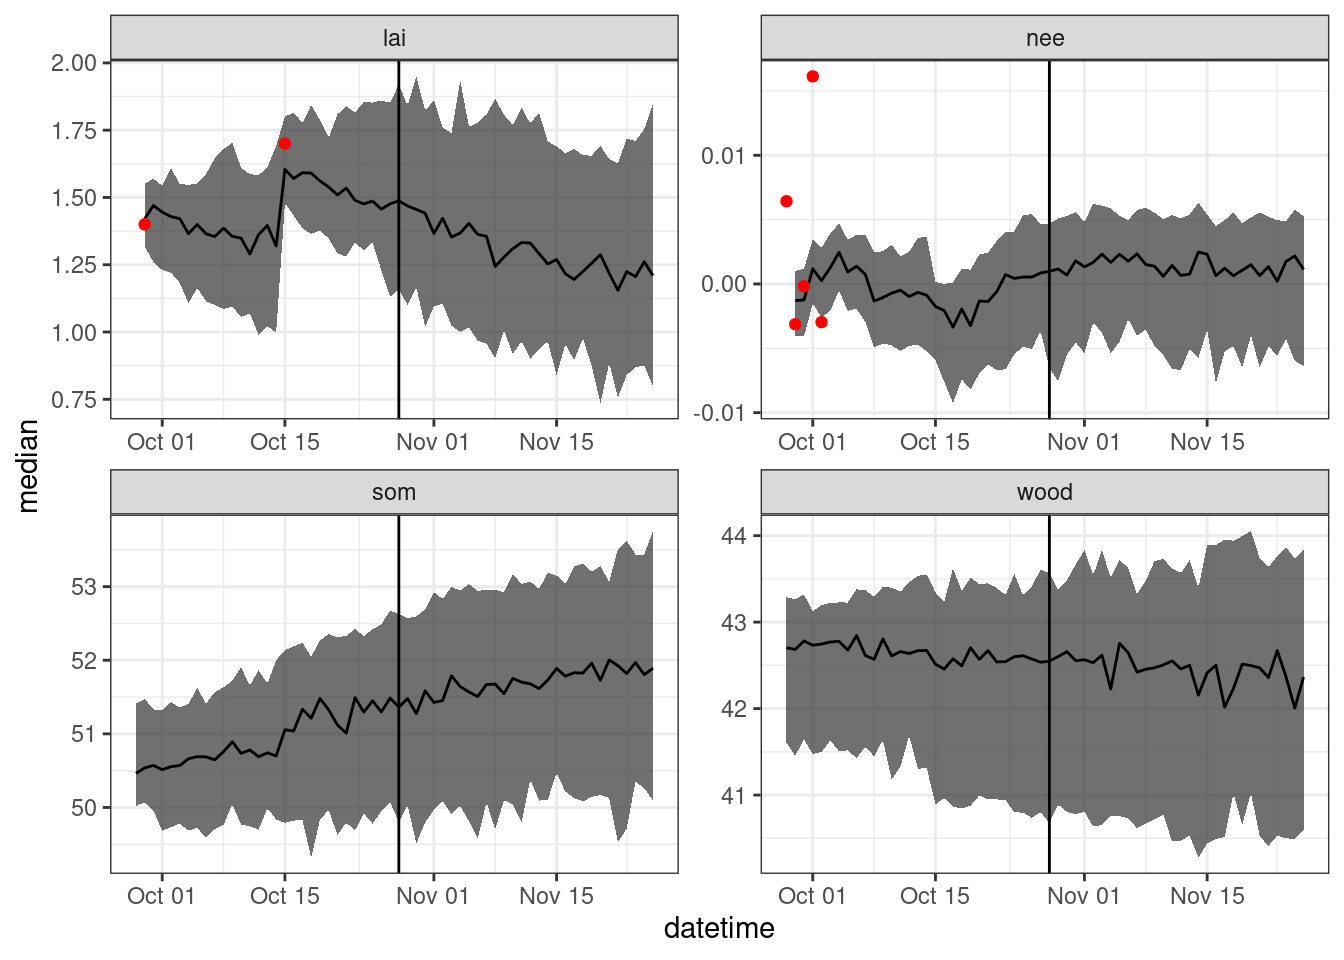 lai
nee
2.00
1.75
1.50
1.25
1.00
0.75
0.01
0.00
-0.01
Oct 01 Oct 15 Nov 01 Nov 15
Oct 01 Oct 15 Nov 01 Nov 15
median
som
wood
53
52
51
50
44
43
42
41
Oct 01 Oct 15 Nov 01 Nov 15
Oct 01 Oct 15 Nov 01 Nov 15
datetime